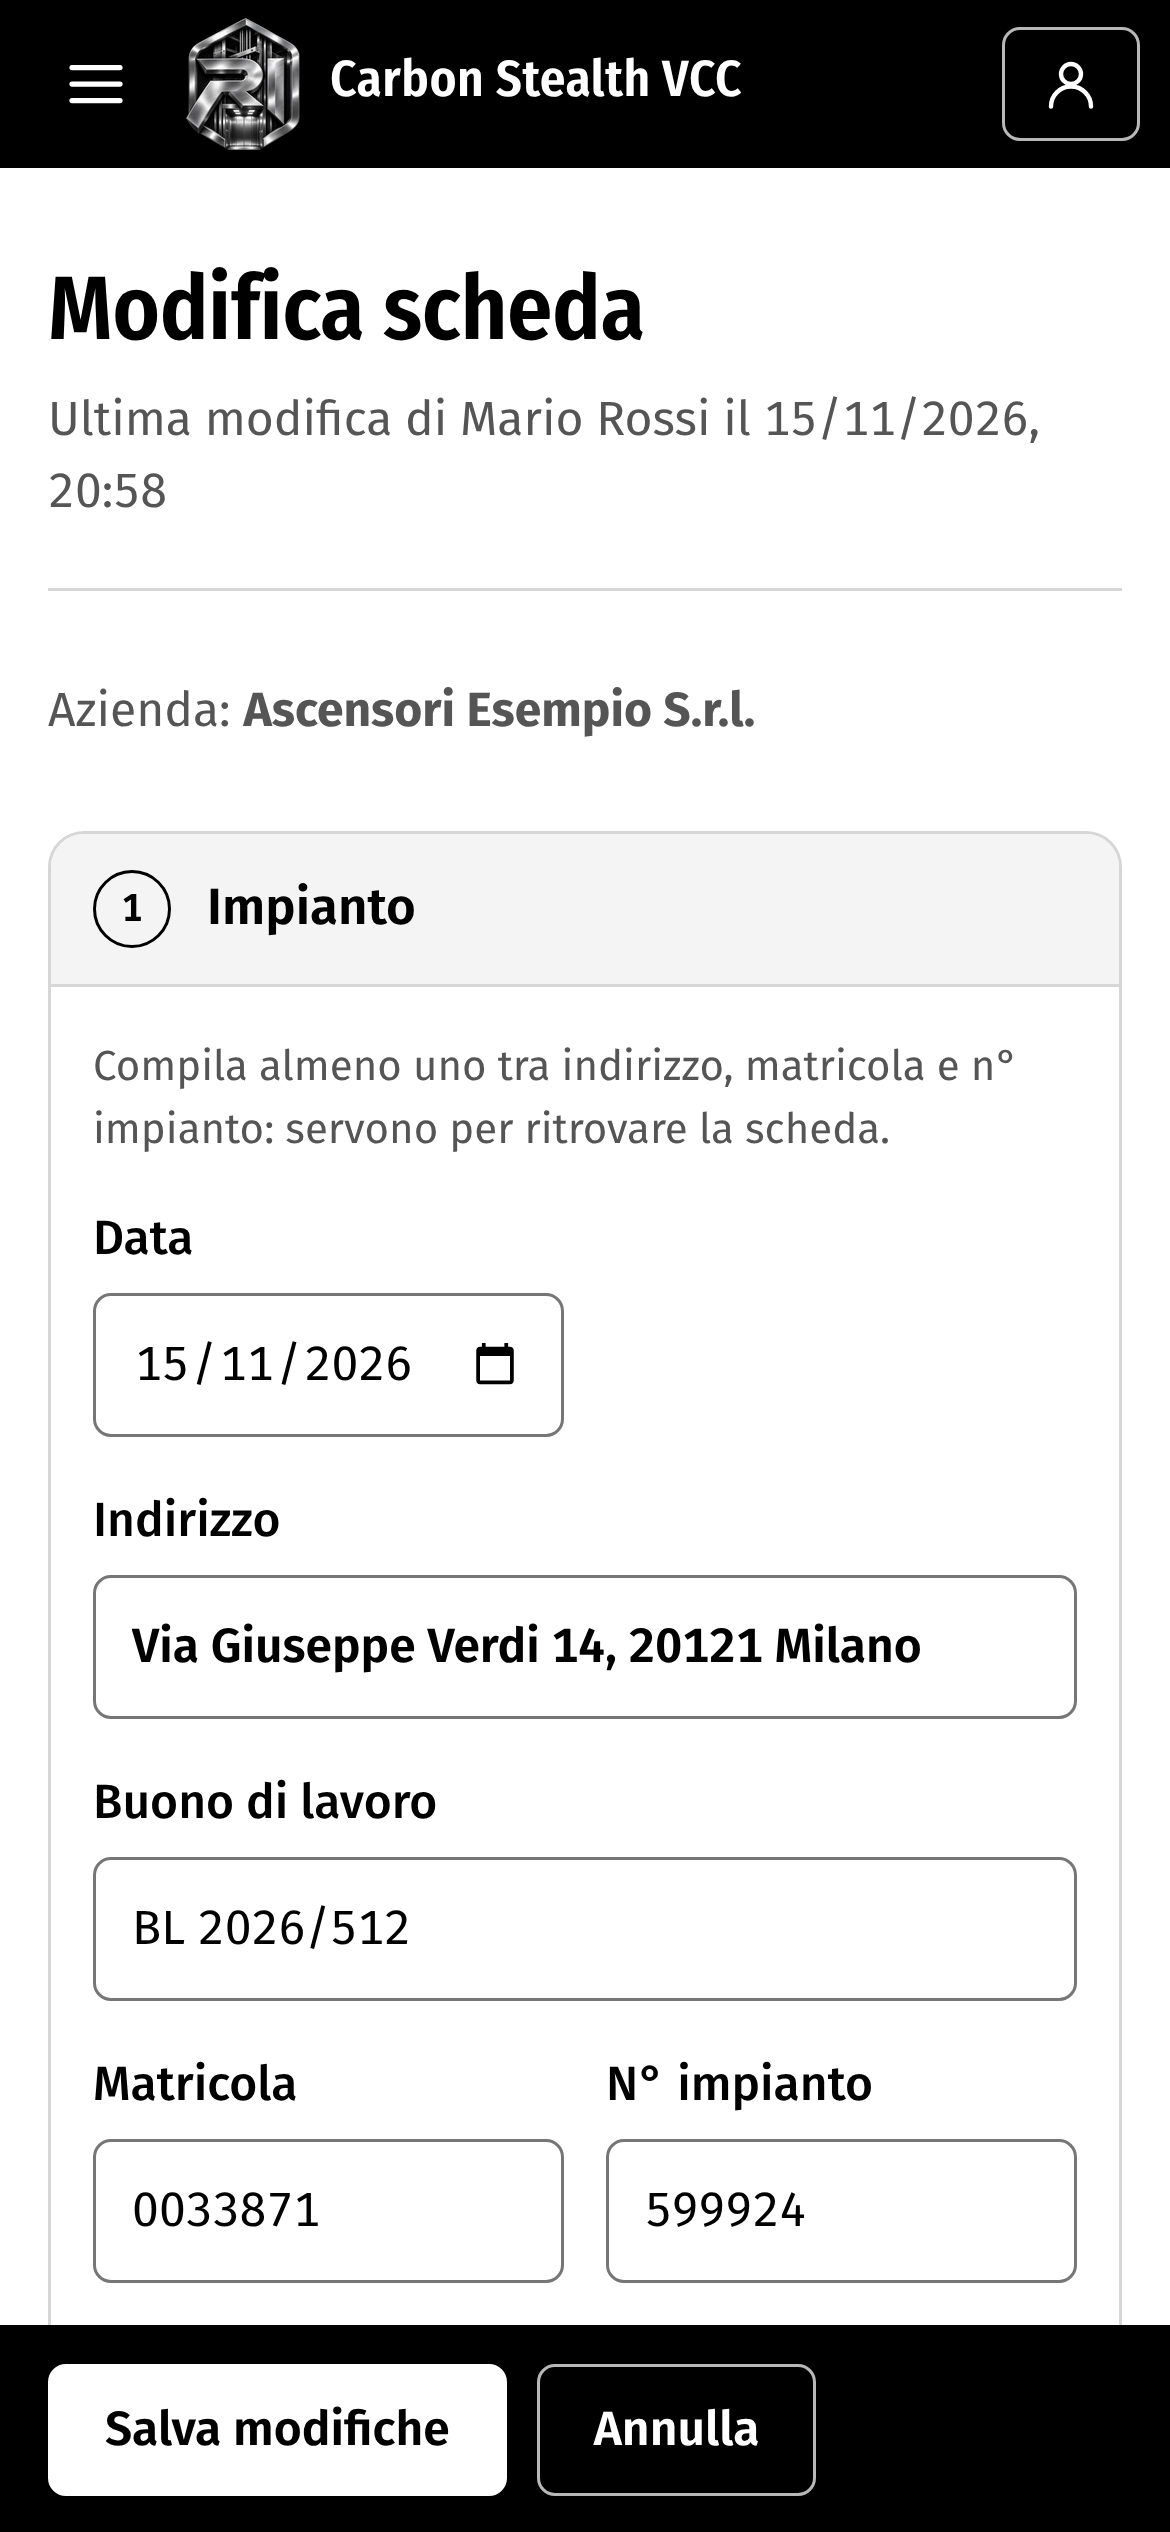 RI
Carbon Stealth VCC
Modifica scheda
Ultima modifica di Mario Rossi il 15/11/2026,
20:58
Azienda: Ascensori Esempio S.r.l.
1 Impianto
Compila almeno uno tra indirizzo, matricola e n°
impianto: servono per ritrovare la scheda.
Data
15/11/2026
Indirizzo
Via Giuseppe Verdi 14, 20121 Milano
Buono di lavoro
BL 2026/512
Matricola N° impianto
0033871 599924
Salva modifiche Annulla